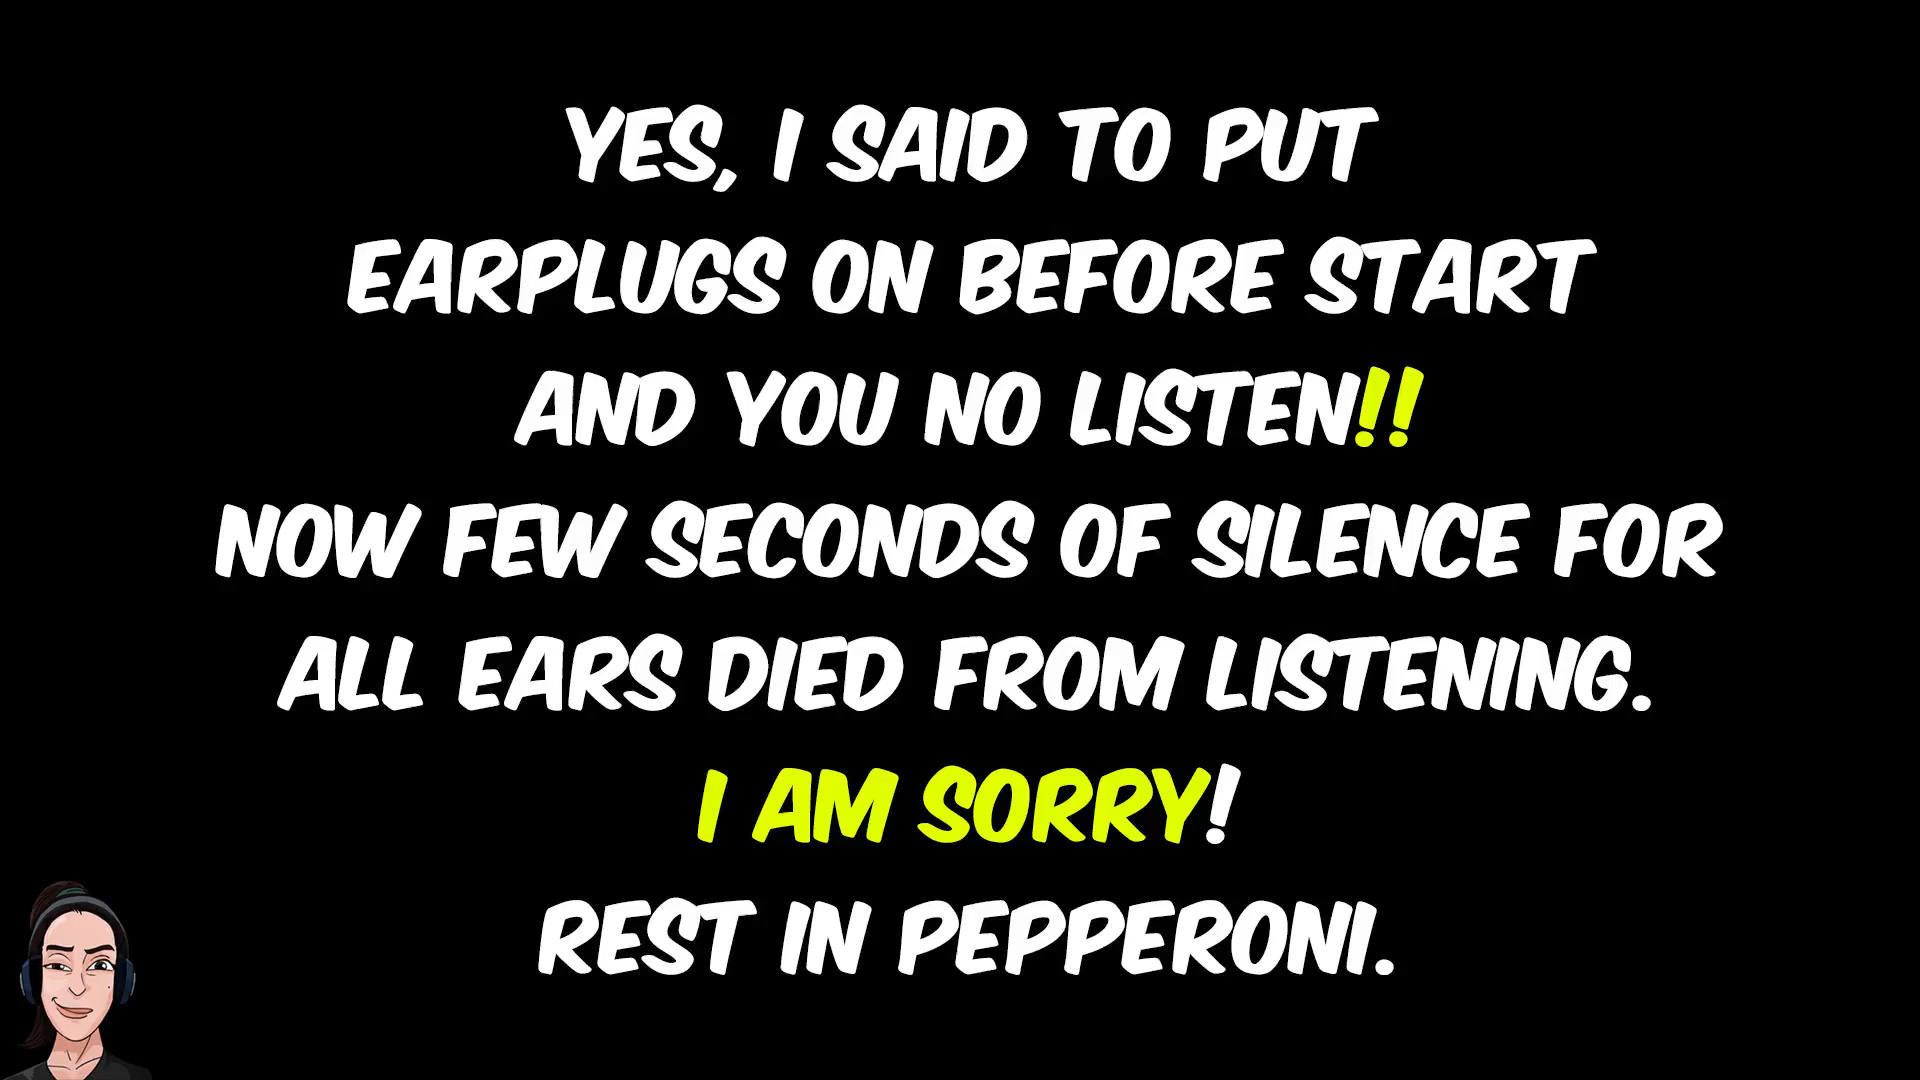 YES, I SAID TO PUT
EARPLUGS ON BEFORE START
AND YOU NO LISTEN!!
NOW FEW SECONDS OF SILENCE FOR
ALL EARS DIED FROM LISTENING.
I AM SORRY!
REST IN PEPPERONI.